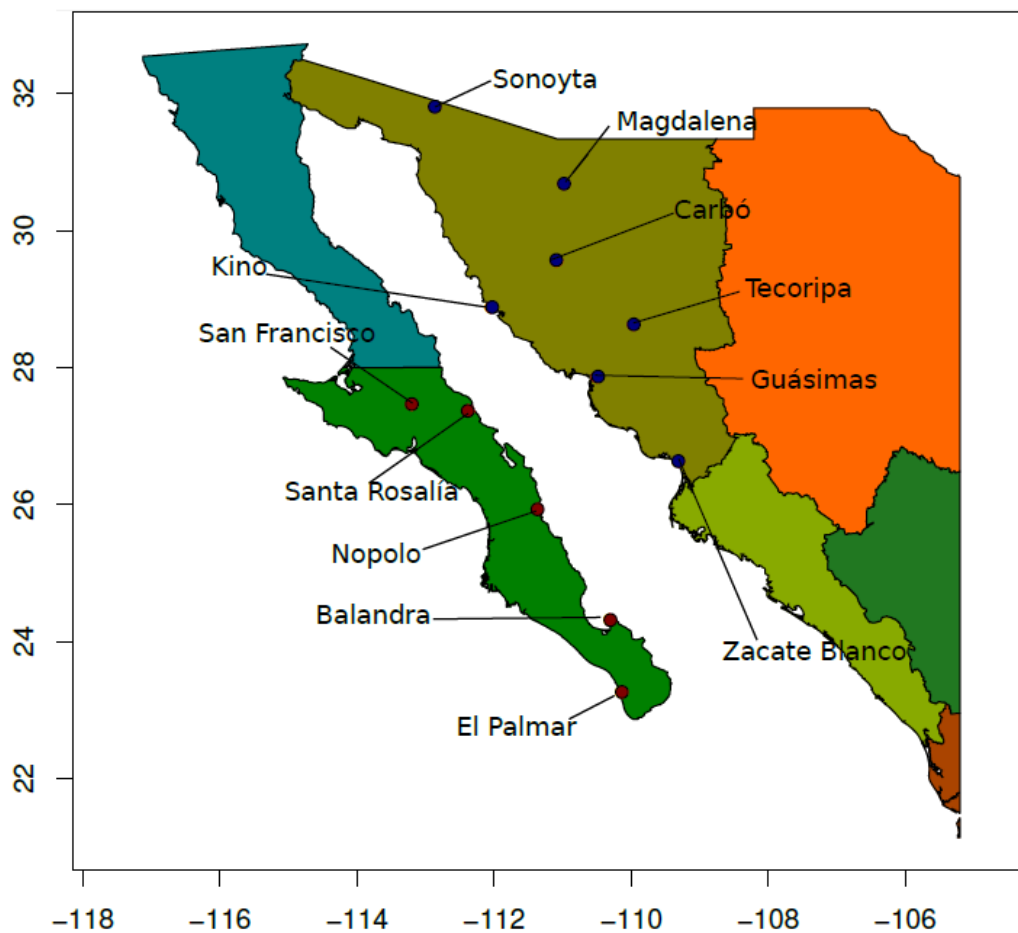 Sonoyta
Magdalena
Carbó
Kino
Tecoripa
San Francisco
Guásimas
Santa Rosalía
Nopolo
Balandra
Zacate Blanco
El Palmar
32
30
28
26
24
22
−118
−116
−114
−112
−110
−108
−106